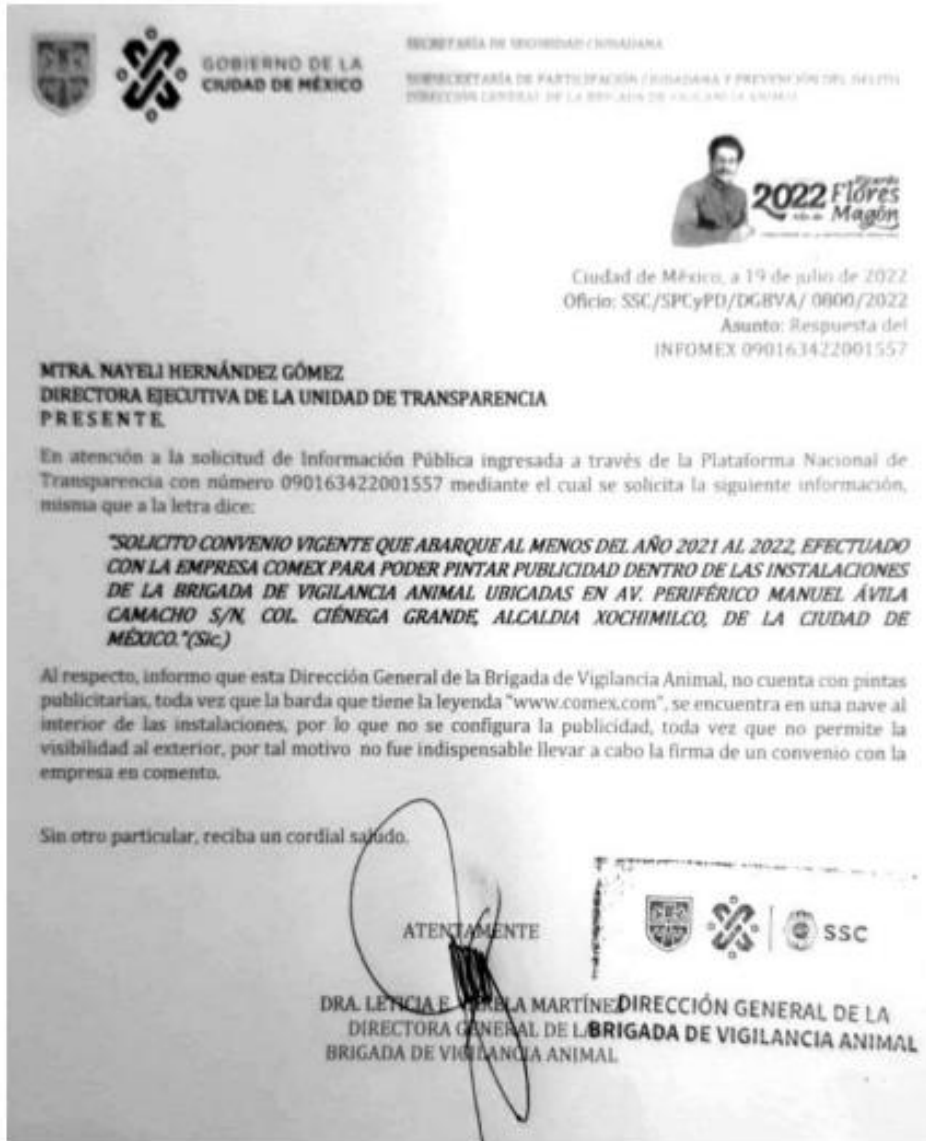 GOBIERNO DE LA
CIUDAD DE MÉXICO
SECRETARÍA DE SEGURIDAD CIUDADANA
SUBSECRETARÍA DE PARTICIPACIÓN CIUDADANA Y PREVENCIÓN DEL DELITO
DIRECCIÓN GENERAL DE LA BRIGADA DE VIGILANCIA ANIMAL
2022 Ricardo
Flores
Año de Magón
Ciudad de México, a 19 de julio de 2022
Oficio: SSC/SPCyPD/DGBVA/ 0800/2022
Asunto: Respuesta del
INFOMEX 090163422001557
MTRA. NAYELI HERNÁNDEZ GÓMEZ
DIRECTORA EJECUTIVA DE LA UNIDAD DE TRANSPARENCIA
P R E S E N T E.
En atención a la solicitud de Información Pública ingresada a través de la Plataforma Nacional de
Transparencia con número 090163422001557 mediante el cual se solicita la siguiente información,
misma que a la letra dice:
"SOLICITO CONVENIO VIGENTE QUE ABARQUE AL MENOS DEL AÑO 2021 AL 2022, EFECTUADO
CON LA EMPRESA COMEX PARA PODER PINTAR PUBLICIDAD DENTRO DE LAS INSTALACIONES
DE LA BRIGADA DE VIGILANCIA ANIMAL UBICADAS EN AV. PERIFÉRICO MANUEL ÁVILA
CAMACHO S/N, COL. CIÉNEGA GRANDE, ALCALDIA XOCHIMILCO, DE LA CIUDAD DE
MÉXICO."(Sic.)
Al respecto, informo que esta Dirección General de la Brigada de Vigilancia Animal, no cuenta con pintas
publicitarias, toda vez que la barda que tiene la leyenda "www.comex.com", se encuentra en una nave al
interior de las instalaciones, por lo que no se configura la publicidad, toda vez que no permite la
visibilidad al exterior, por tal motivo no fue indispensable llevar a cabo la firma de un convenio con la
empresa en comento.
Sin otro particular, reciba un cordial saludo.
ATENTAMENTE
SSC
DRA. LETICIA E. VARELA MARTÍNEZ
DIRECTORA GENERAL DE LA
BRIGADA DE VIGILANCIA ANIMAL
DIRECCIÓN GENERAL DE LA
BRIGADA DE VIGILANCIA ANIMAL